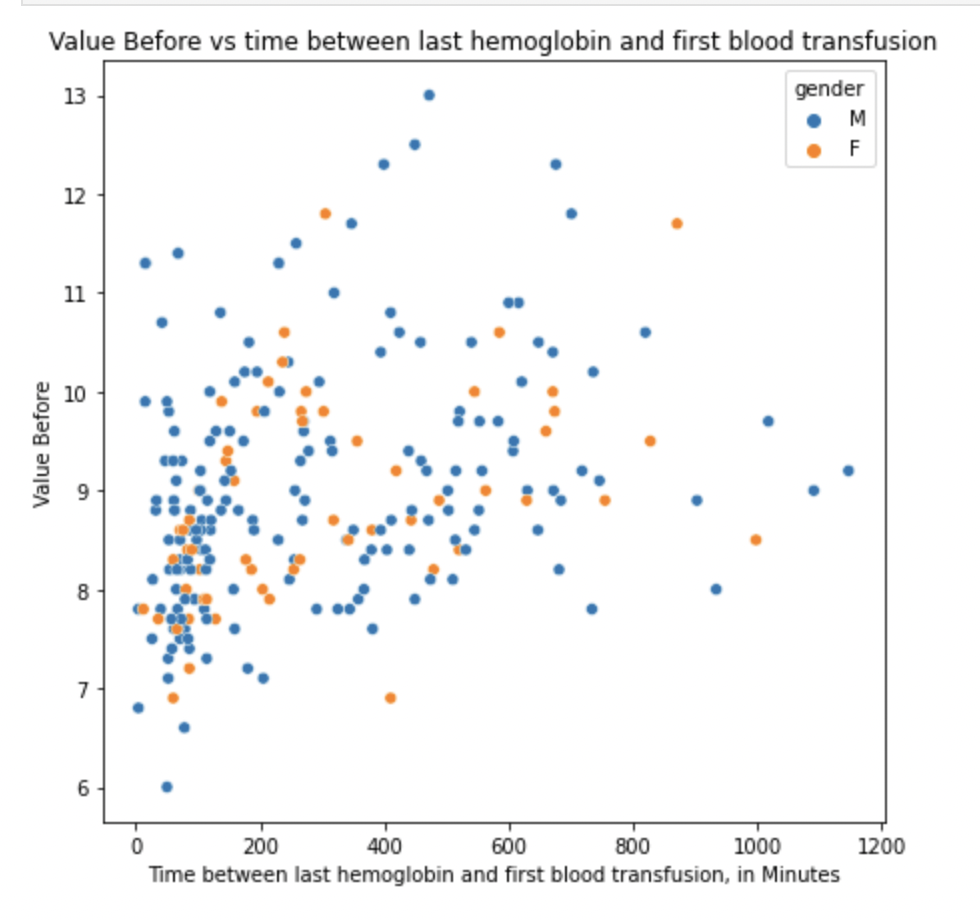 Value Before vs time between last hemoglobin and first blood transfusion
gender
M
F
13
12
11
10
9
8
7
6
Value Before
0 200 400 600 800 1000 1200
Time between last hemoglobin and first blood transfusion, in Minutes